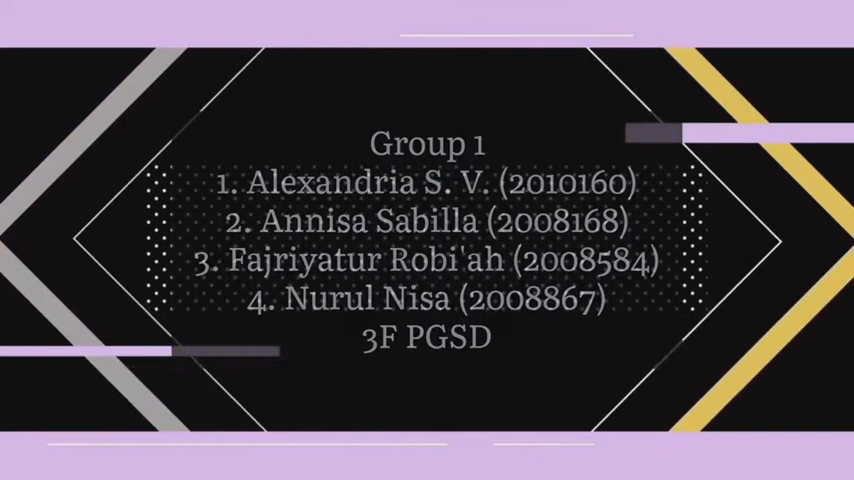 Group 1
1. Alexandria S. V. (2010160)
2. Annisa Sabilla (2008168)
3. Fajriyatur Robi'ah (2008584)
4. Nurul Nisa (2008867)
3F PGSD